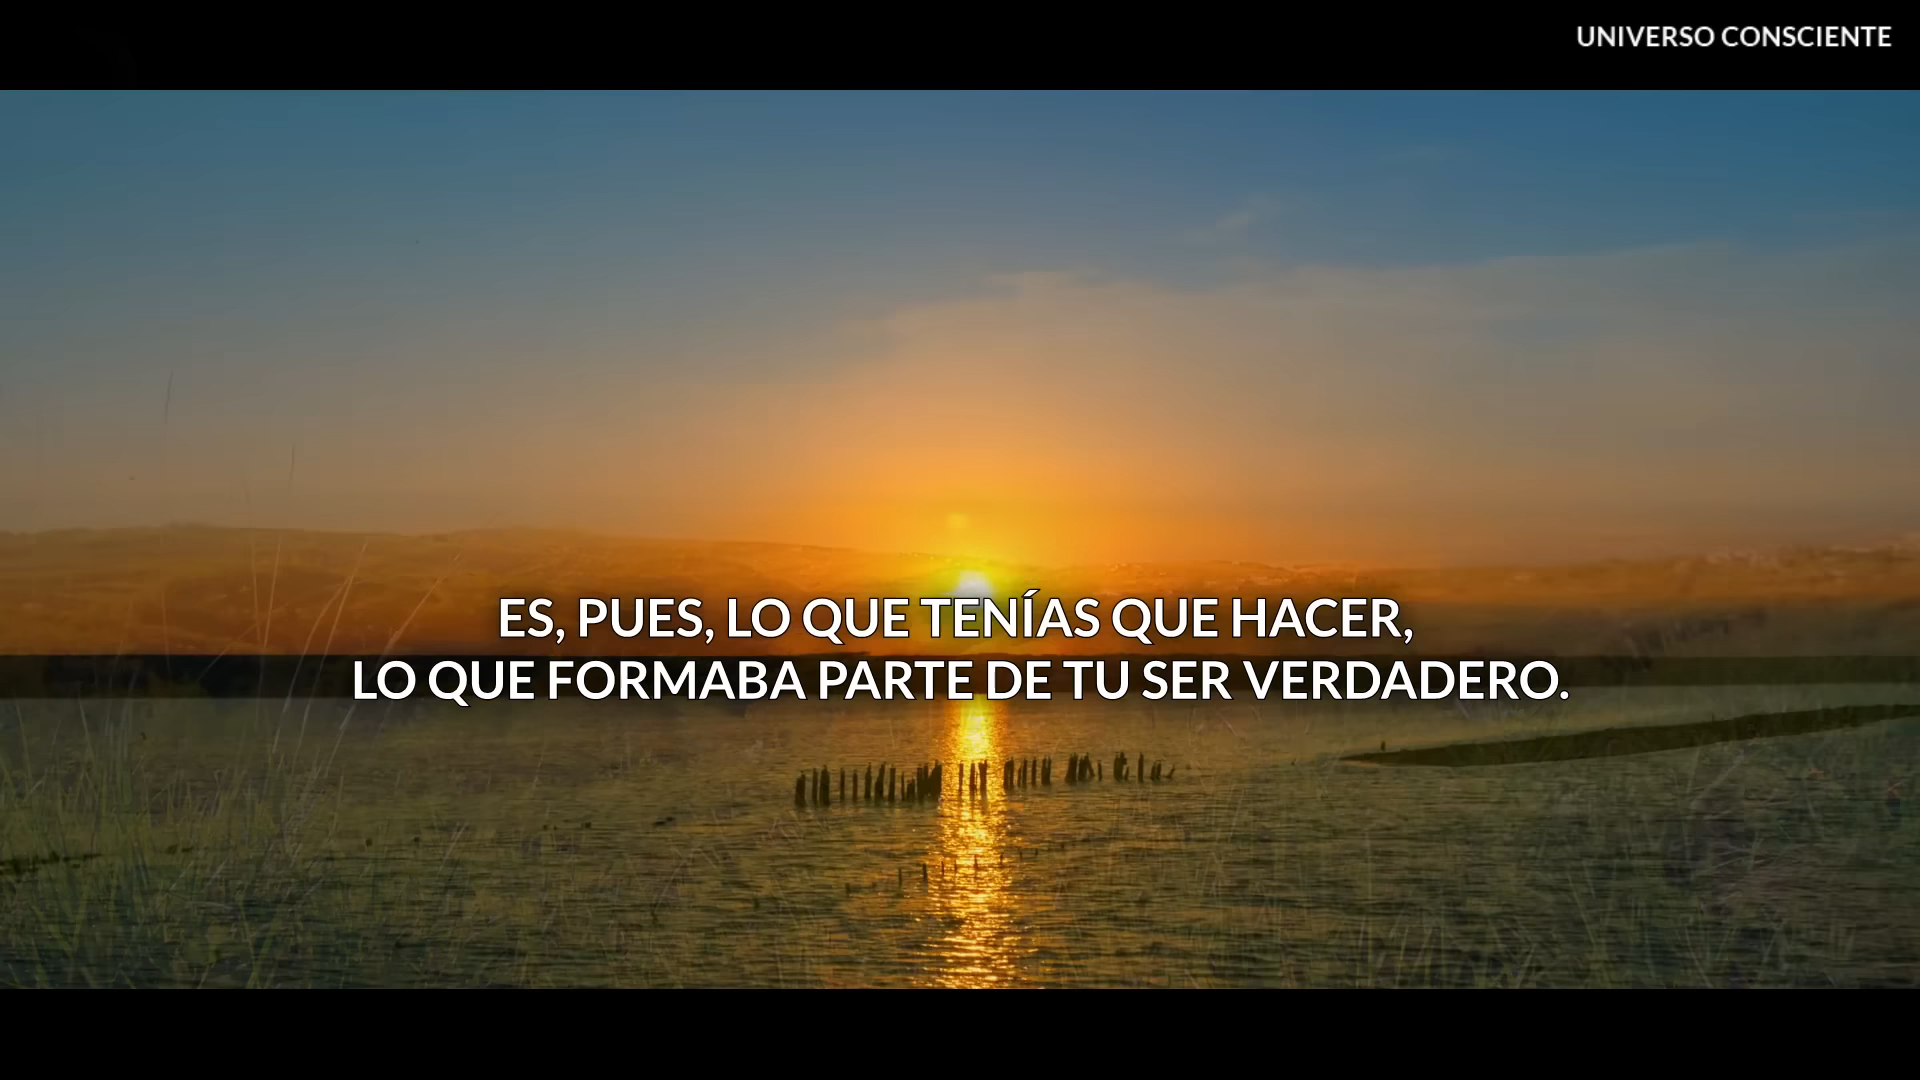 UNIVERSO CONSCIENTE
ES, PUES, LO QUE TENÍAS QUE HACER,
LO QUE FORMABA PARTE DE TU SER VERDADERO.